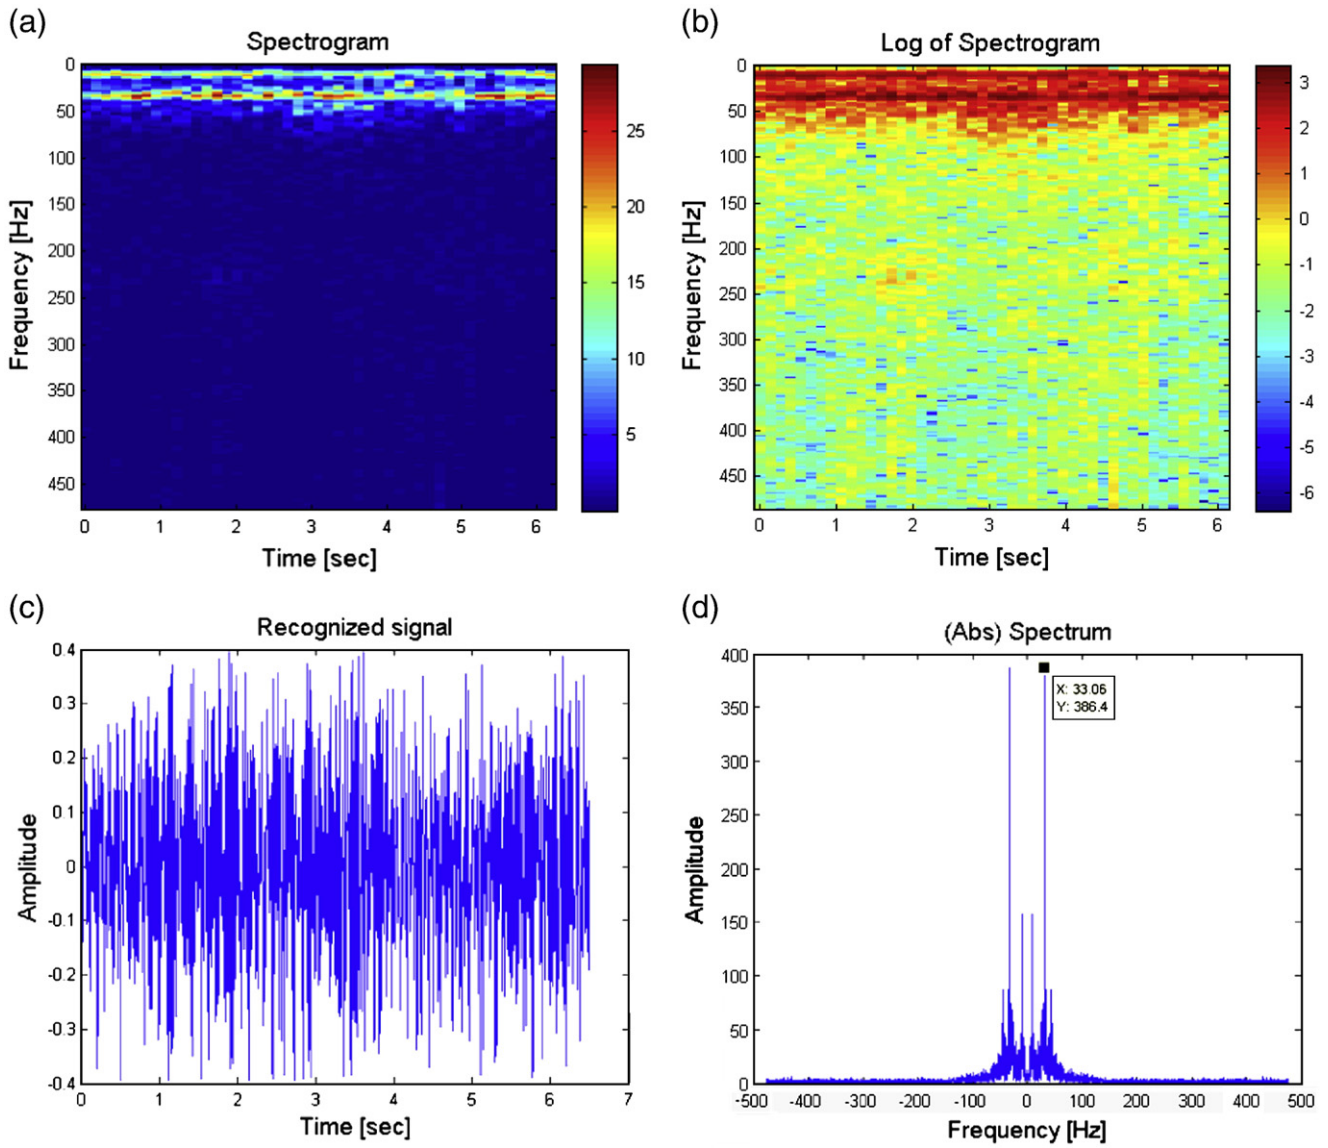 (a)
Spectrogram
0
50
100
150
200
250
300
350
400
450
Frequency [Hz]
0 1 2 3 4 5 6
Time [sec]
25
20
15
10
5
(b)
Log of Spectrogram
0
50
100
150
200
250
300
350
400
450
Frequency [Hz]
0 1 2 3 4 5 6
Time [sec]
3
2
1
0
-1
-2
-3
-4
-5
-6
(c)
Recognized signal
0.4
0.3
0.2
0.1
0
-0.1
-0.2
-0.3
-0.4
Amplitude
0 1 2 3 4 5 6 7
Time [sec]
(d)
(Abs) Spectrum
400
350
300
250
200
150
100
50
0
Amplitude
X: 33.06
Y: 386.4
-500 -400 -300 -200 -100 0 100 200 300 400 500
Frequency [Hz]